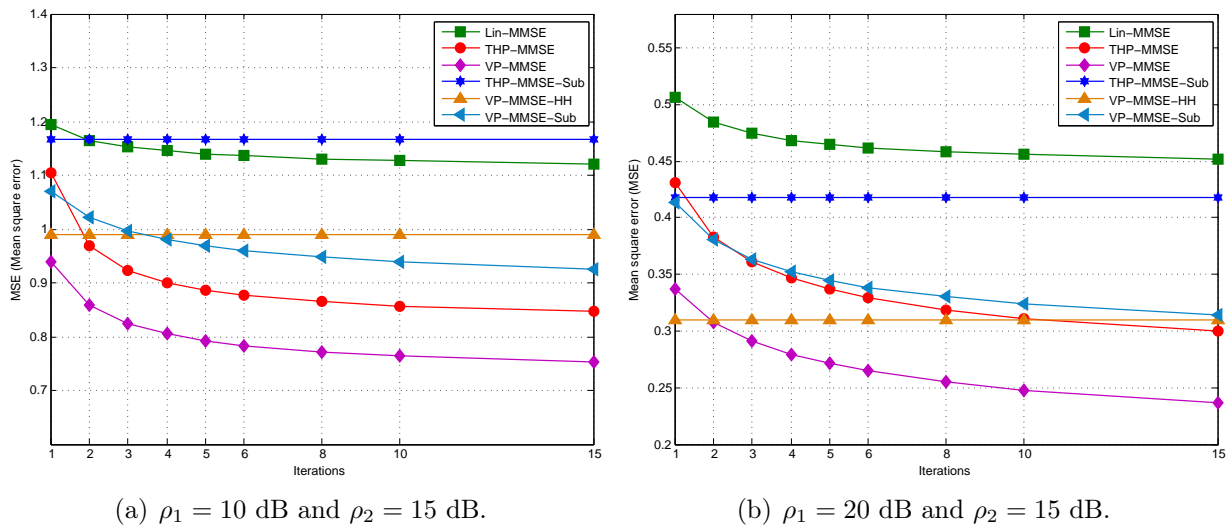 1.4
1.3
1.2
1.1
1
0.9
0.8
0.7
MSE (Mean square error)
1 2 3 4 5 6 8 10 15
Iterations
Lin−MMSE
THP−MMSE
VP−MMSE
THP−MMSE−Sub
VP−MMSE−HH
VP−MMSE−Sub
(a) ρ1 = 10 dB and ρ2 = 15 dB.
0.55
0.5
0.45
0.4
0.35
0.3
0.25
0.2
Mean square error (MSE)
1 2 3 4 5 6 8 10 15
Iterations
Lin−MMSE
THP−MMSE
VP−MMSE
THP−MMSE−Sub
VP−MMSE−HH
VP−MMSE−Sub
(b) ρ1 = 20 dB and ρ2 = 15 dB.